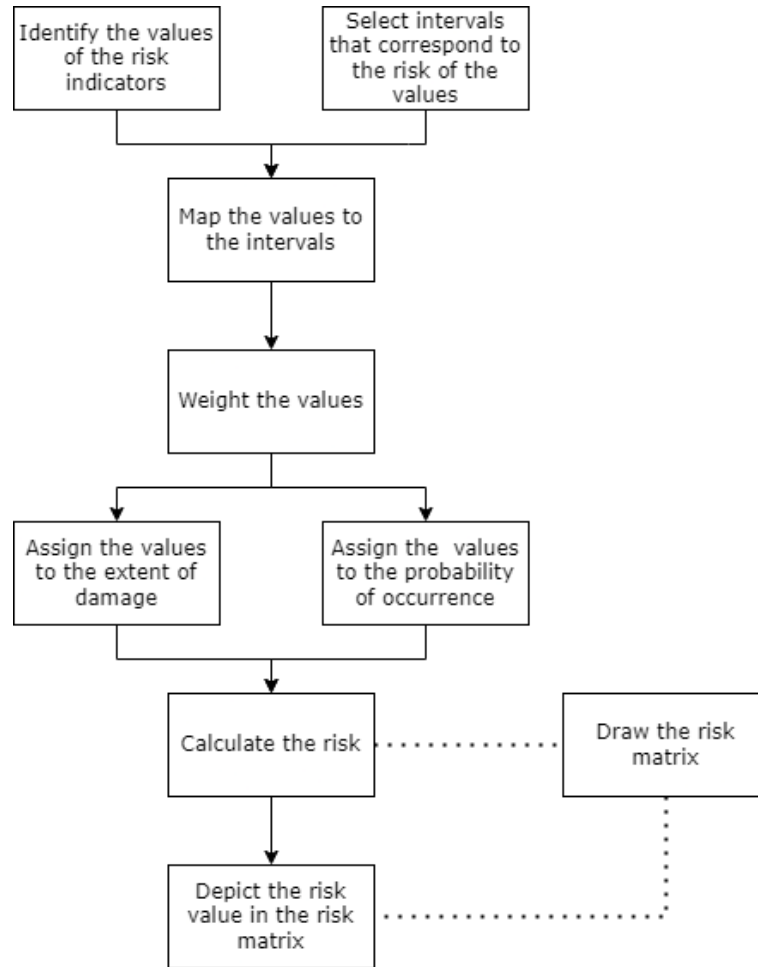 Identify the values
of the risk
indicators
Select intervals
that correspond to
the risk of the
values
Map the values to
the intervals
Weight the values
Assign the values
to the extent of
damage
Assign the  values
to the probability
of occurrence
Calculate the risk
Draw the risk
matrix
Depict the risk
value in the risk
matrix